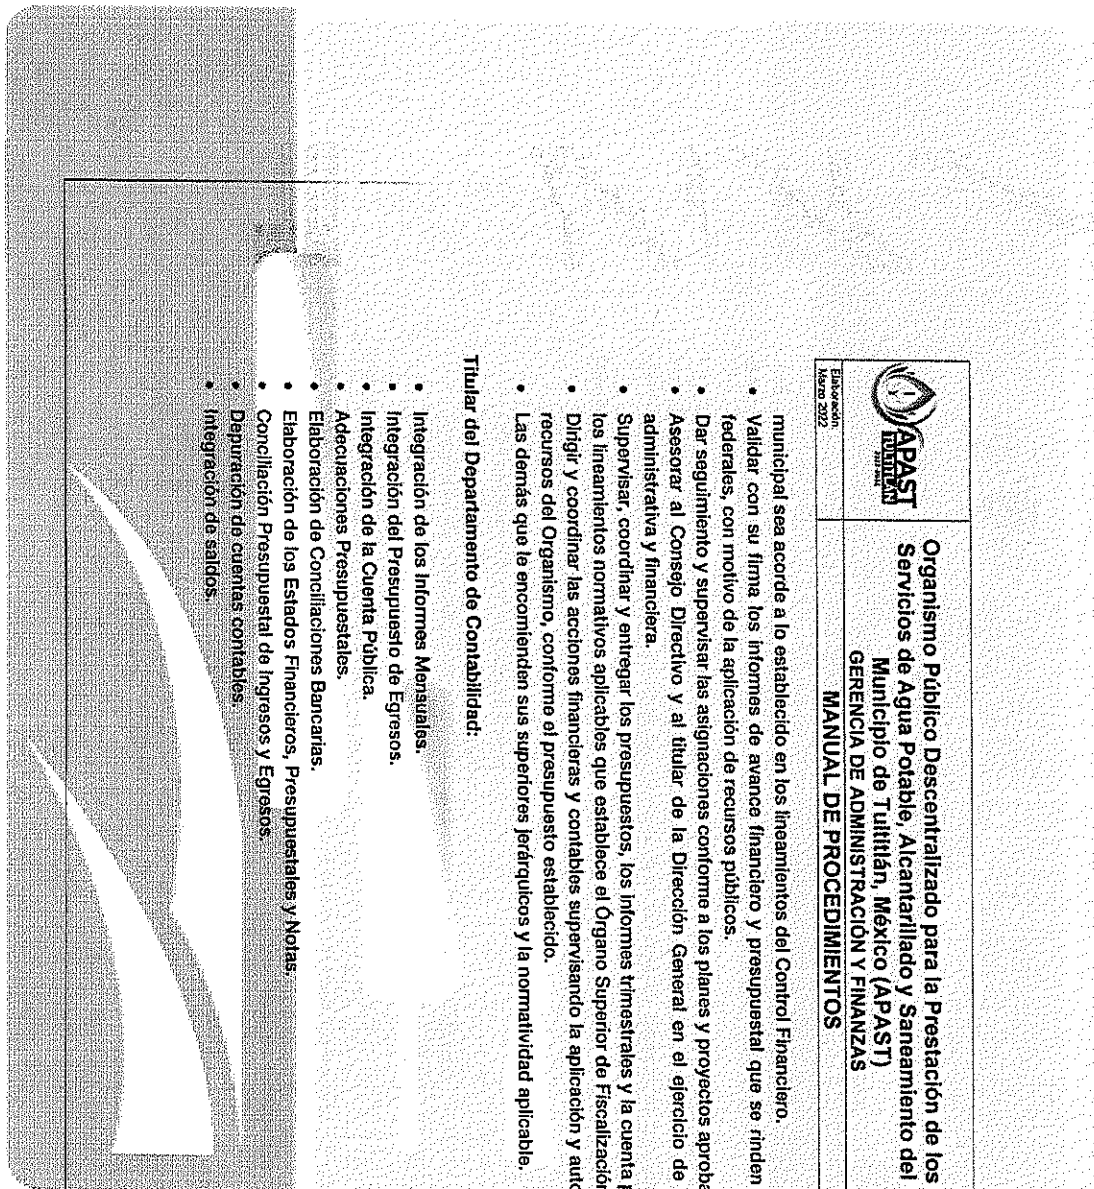 APAST
TULTITLÁN
Organismo Público Descentralizado para la Prestación de los
Servicios de Agua Potable, Alcantarillado y Saneamiento del
Municipio de Tultitlán, México (APAST)
GERENCIA DE ADMINISTRACIÓN Y FINANZAS
Elaboración:
Marzo 2022
MANUAL DE PROCEDIMIENTOS
municipal sea acorde a lo establecido en los lineamientos del Control Financiero.
• Validar con su firma los informes de avance financiero y presupuestal que se rinden
federales, con motivo de la aplicación de recursos públicos.
• Dar seguimiento y supervisar las asignaciones conforme a los planes y proyectos aproba
• Asesorar al Consejo Directivo y al titular de la Dirección General en el ejercicio de
administrativa y financiera.
• Supervisar, coordinar y entregar los presupuestos, los informes trimestrales y la cuenta p
los lineamientos normativos aplicables que establece el Órgano Superior de Fiscalización
• Dirigir y coordinar las acciones financieras y contables supervisando la aplicación y auto
recursos del Organismo, conforme el presupuesto establecido.
• Las demás que le encomienden sus superiores jerárquicos y la normatividad aplicable.
Titular del Departamento de Contabilidad:
• Integración de los Informes Mensuales.
• Integración del Presupuesto de Egresos.
• Integración de la Cuenta Pública.
• Adecuaciones Presupuestales.
• Elaboración de Conciliaciones Bancarias.
• Elaboración de los Estados Financieros, Presupuestales y Notas.
• Conciliación Presupuestal de Ingresos y Egresos.
• Depuración de cuentas contables.
• Integración de saldos.